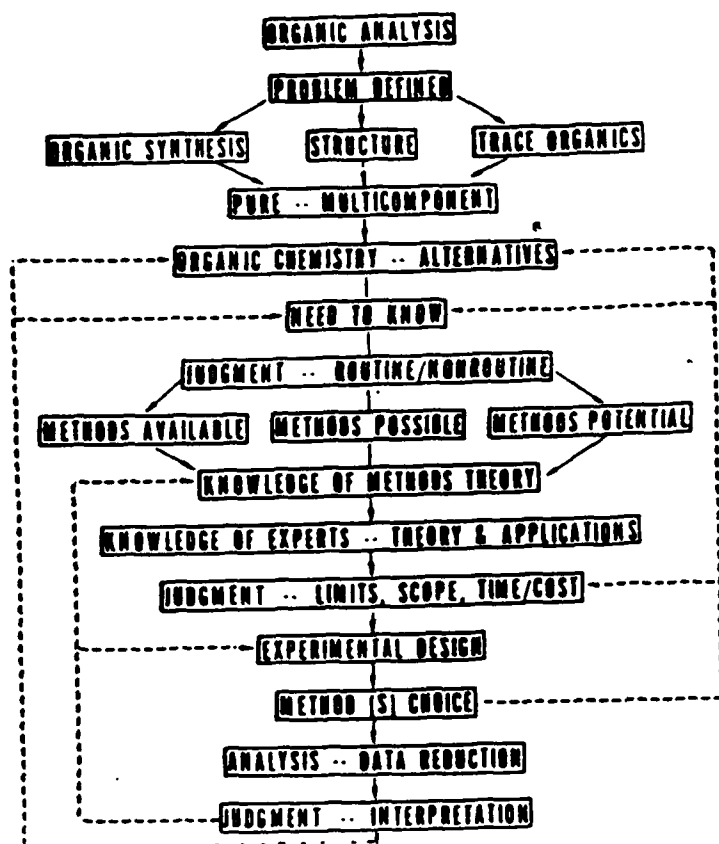 ORGANIC ANALYSIS
PROBLEM DEFINED
ORGANIC SYNTHESIS STRUCTURE TRACE ORGANICS
PURE -- MULTICOMPONENT
ORGANIC CHEMISTRY -- ALTERNATIVES
NEED TO KNOW
JUDGMENT -- ROUTINE/NONROUTINE
METHODS AVAILABLE METHODS POSSIBLE METHODS POTENTIAL
KNOWLEDGE OF METHODS THEORY
KNOWLEDGE OF EXPERTS -- THEORY & APPLICATIONS
JUDGMENT -- LIMITS, SCOPE, TIME/COST
EXPERIMENTAL DESIGN
METHOD (S) CHOICE
ANALYSIS -- DATA REDUCTION
JUDGMENT -- INTERPRETATION